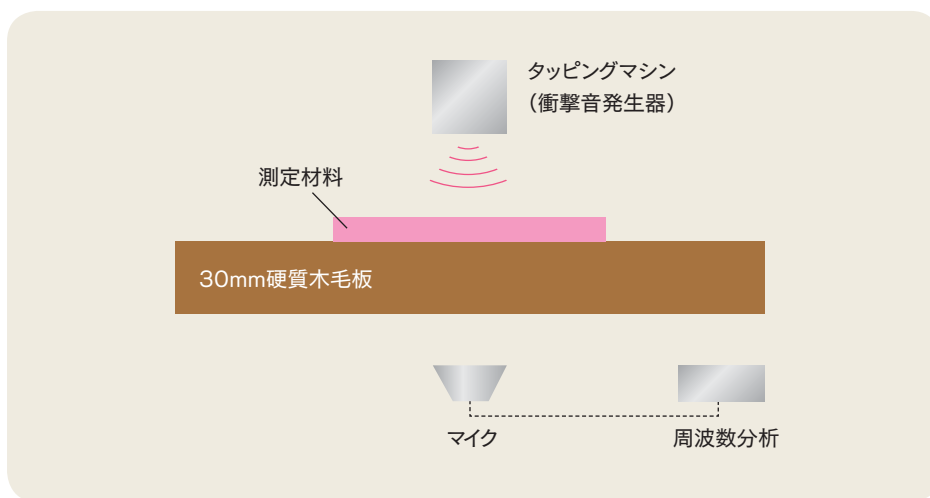 タッピングマシン
（衝撃音発生器）
測定材料
30mm硬質木毛板
マイク
周波数分析